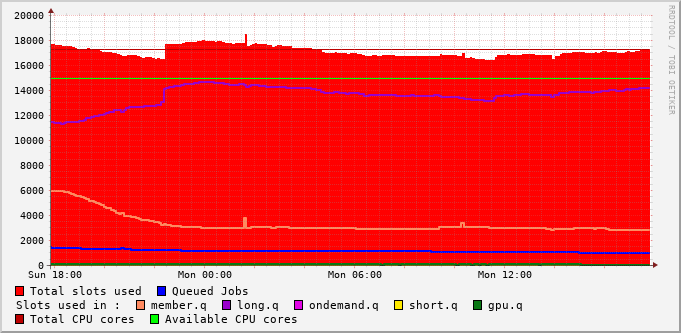 20000
18000
16000
14000
12000
10000
8000
6000
4000
2000
0
Sun 18:00 Mon 00:00 Mon 06:00 Mon 12:00
Total slots used Queued Jobs
Slots used in : member.q long.q ondemand.q short.q gpu.q
Total CPU cores Available CPU cores
RRDTOOL / TOBI OETIKER